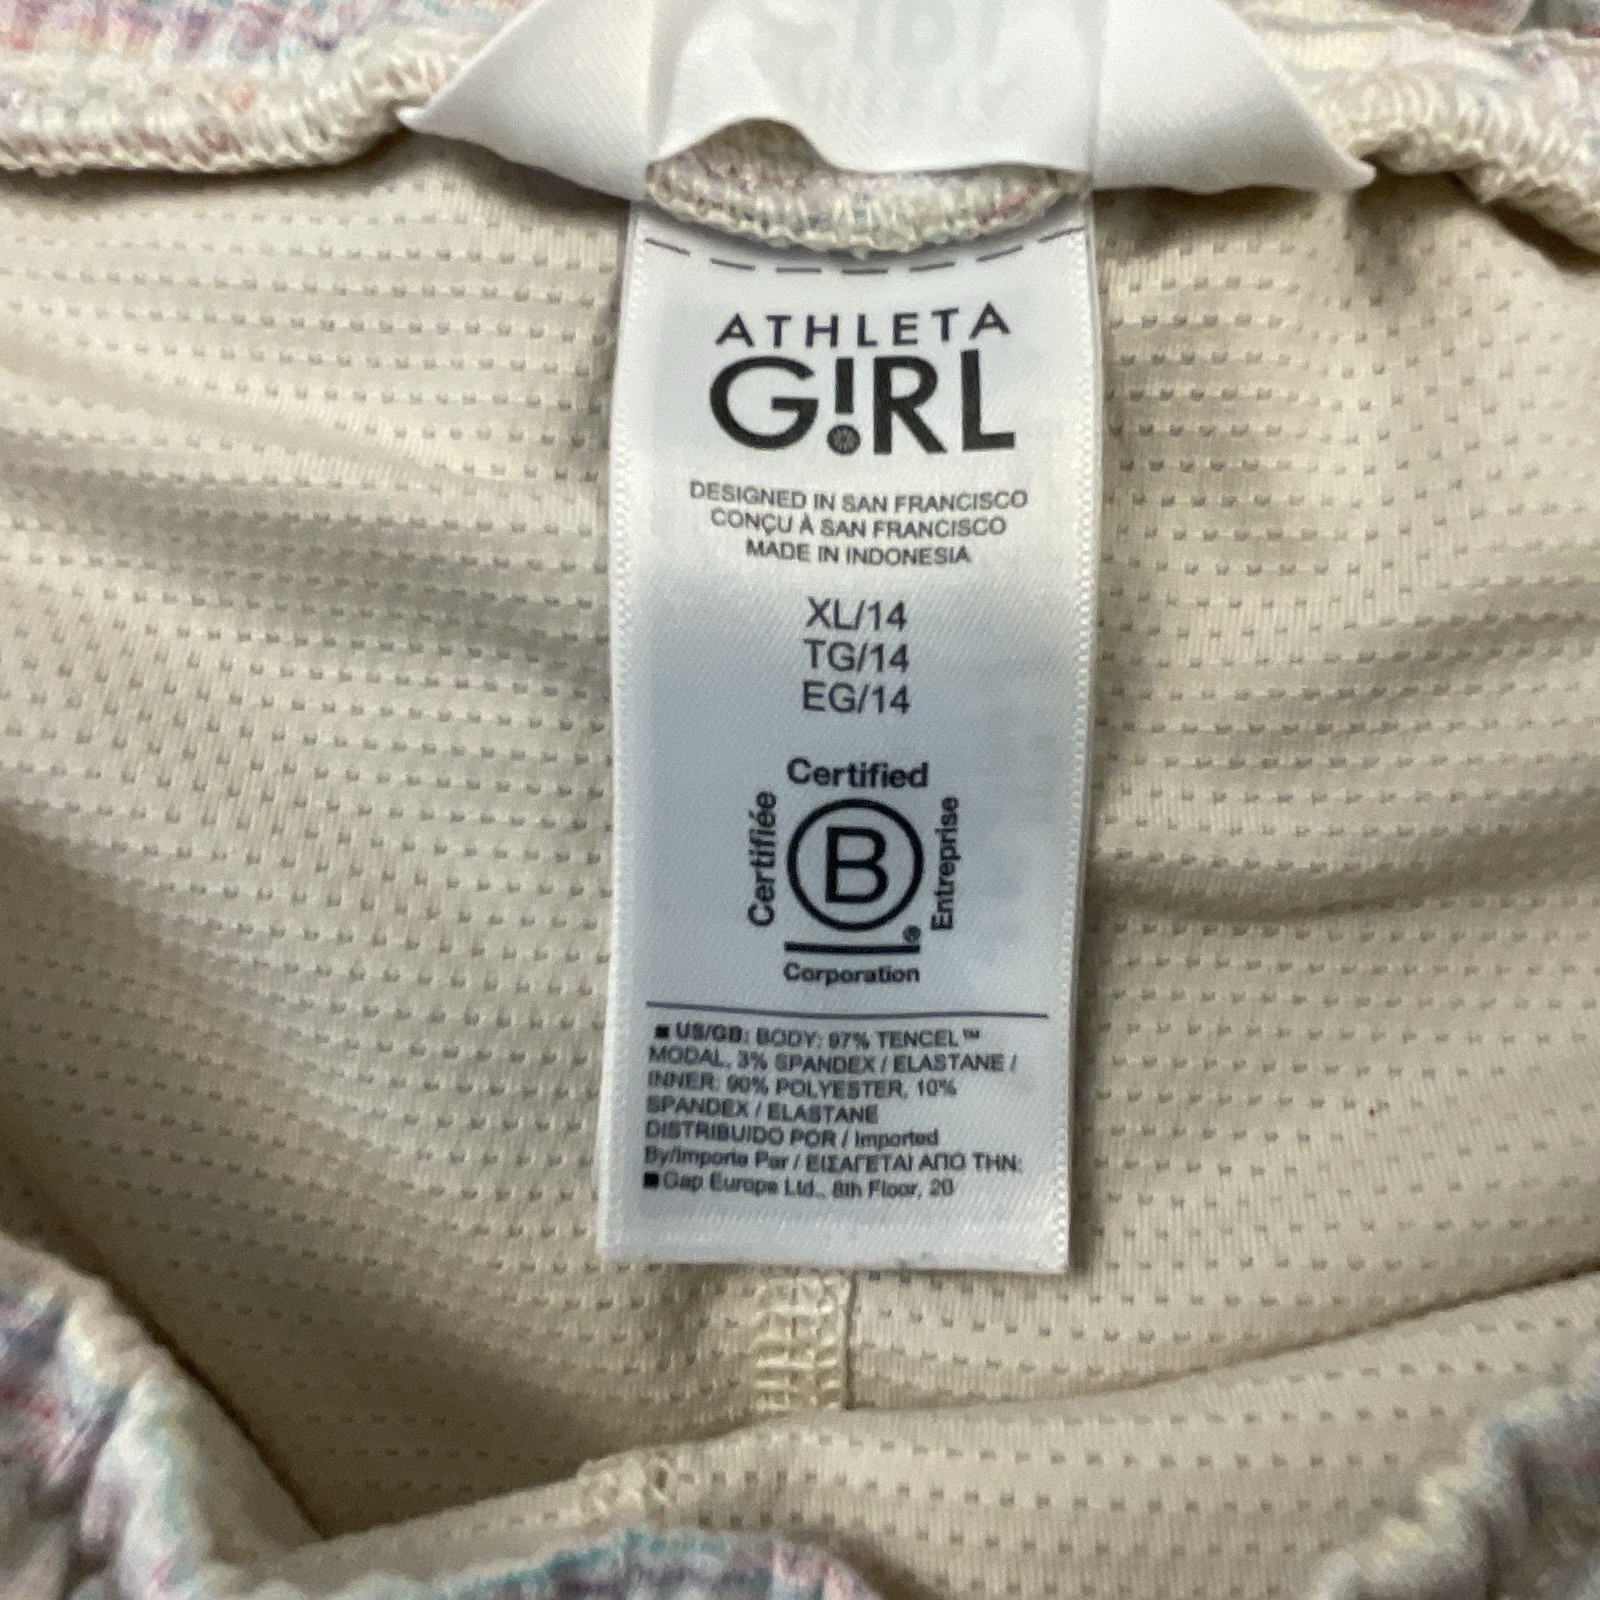 ATHLETA
G!RL
DESIGNED IN SAN FRANCISCO
CONÇU À SAN FRANCISCO
MADE IN INDONESIA
XL/14
TG/14
EG/14
Certified
Certifiée
B
Entreprise
®
Corporation
■ US/GB: BODY: 97% TENCEL™
MODAL, 3% SPANDEX / ELASTANE /
INNER: 90% POLYESTER, 10%
SPANDEX / ELASTANE
DISTRIBUIDO POR / Imported
By/Importe Par / ΕΙΣΑΓΕΤΑΙ ΑΠΟ ΤΗΝ:
■ Gap Europe Ltd., 8th Floor, 20